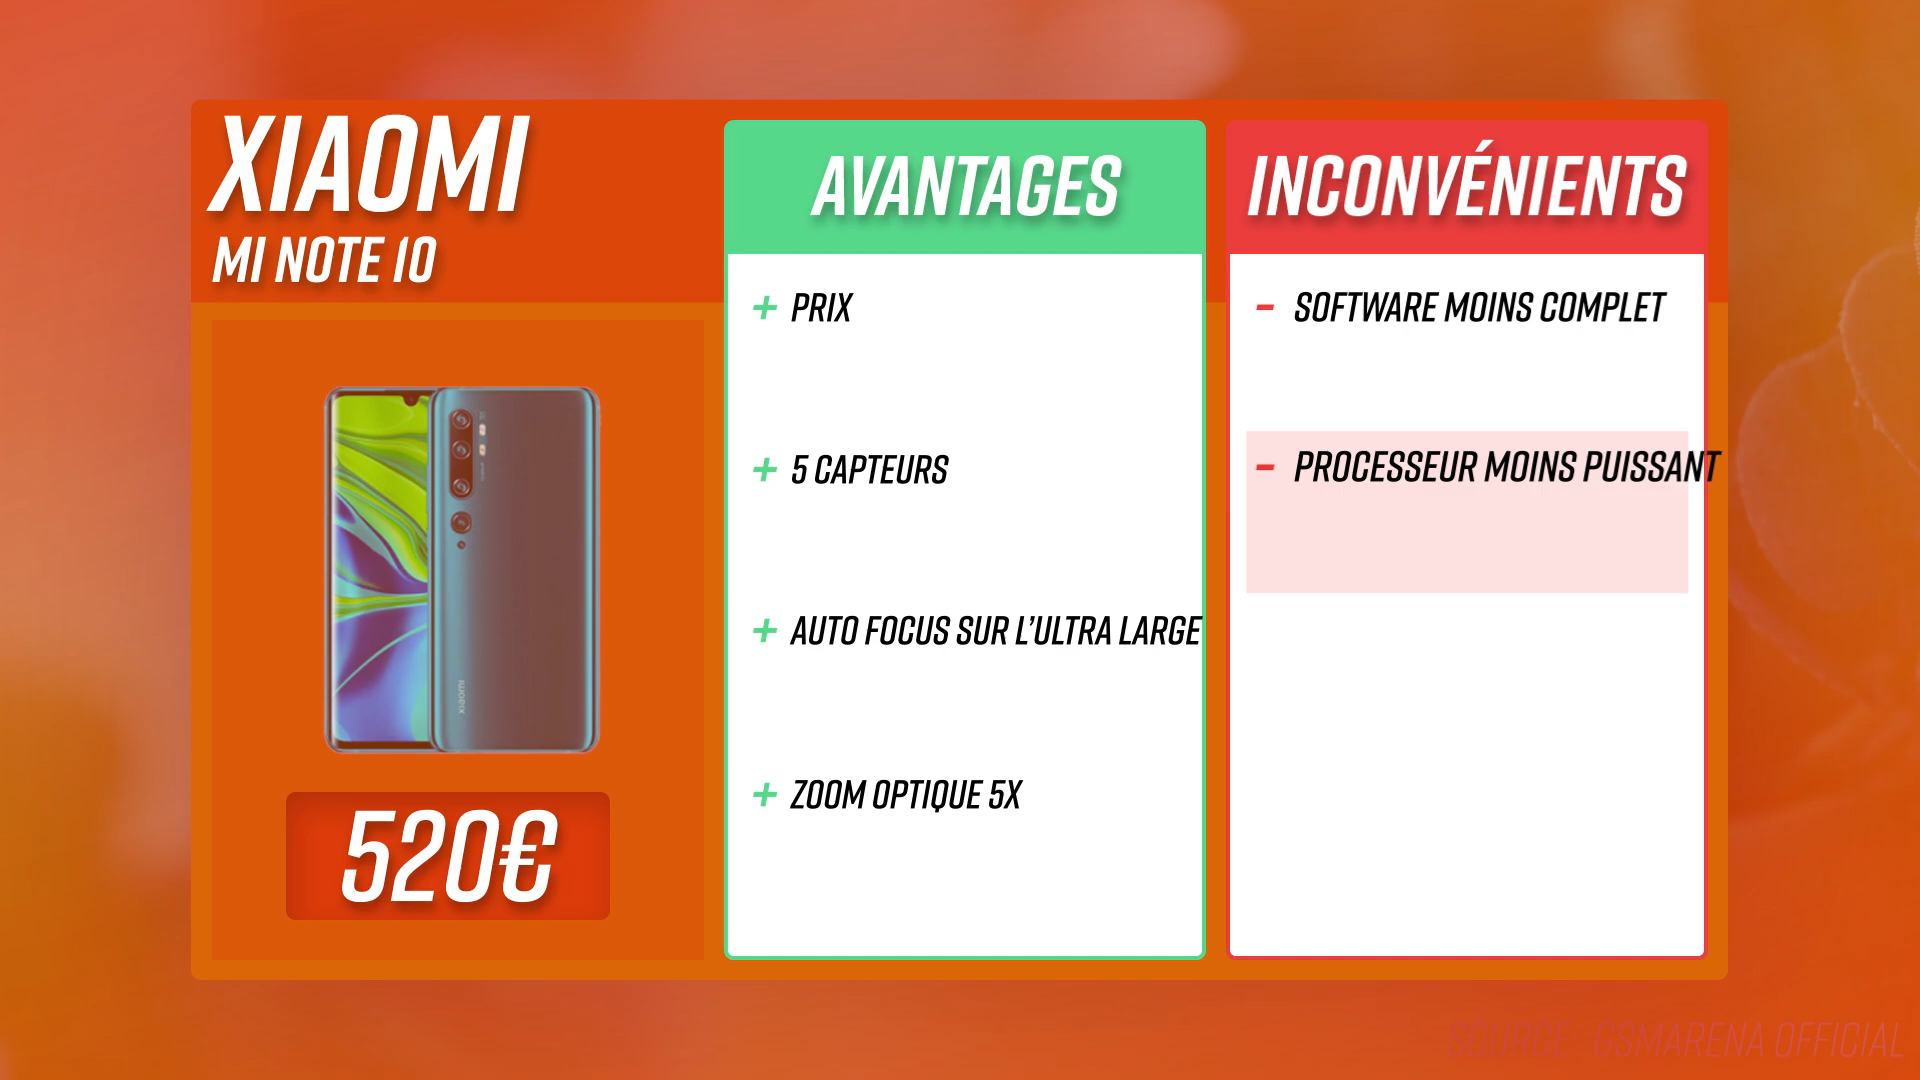 XIAOMI
MI NOTE 10
520€
AVANTAGES
+ PRIX
+ 5 CAPTEURS
+ AUTO FOCUS SUR L'ULTRA LARGE
+ ZOOM OPTIQUE 5X
INCONVÉNIENTS
- SOFTWARE MOINS COMPLET
- PROCESSEUR MOINS PUISSANT
SOURCE: GSMARENA OFFICIAL
XIAOMI